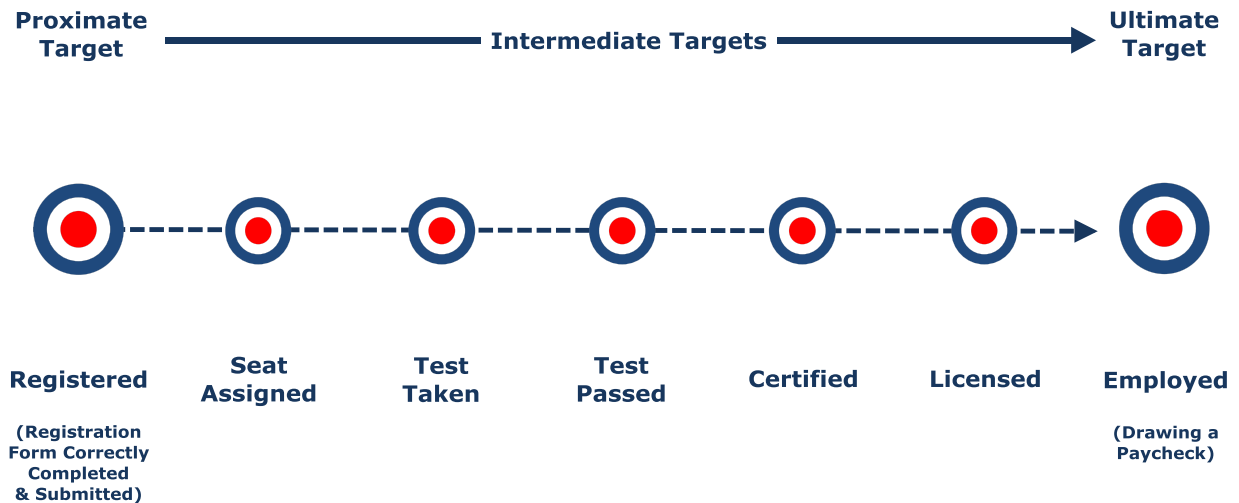 Proximate
Target
Intermediate Targets
Ultimate
Target
Registered
Seat
Assigned
Test
Taken
Test
Passed
Certified
Licensed
Employed
(Registration
Form Correctly
Completed
& Submitted)
(Drawing a
Paycheck)